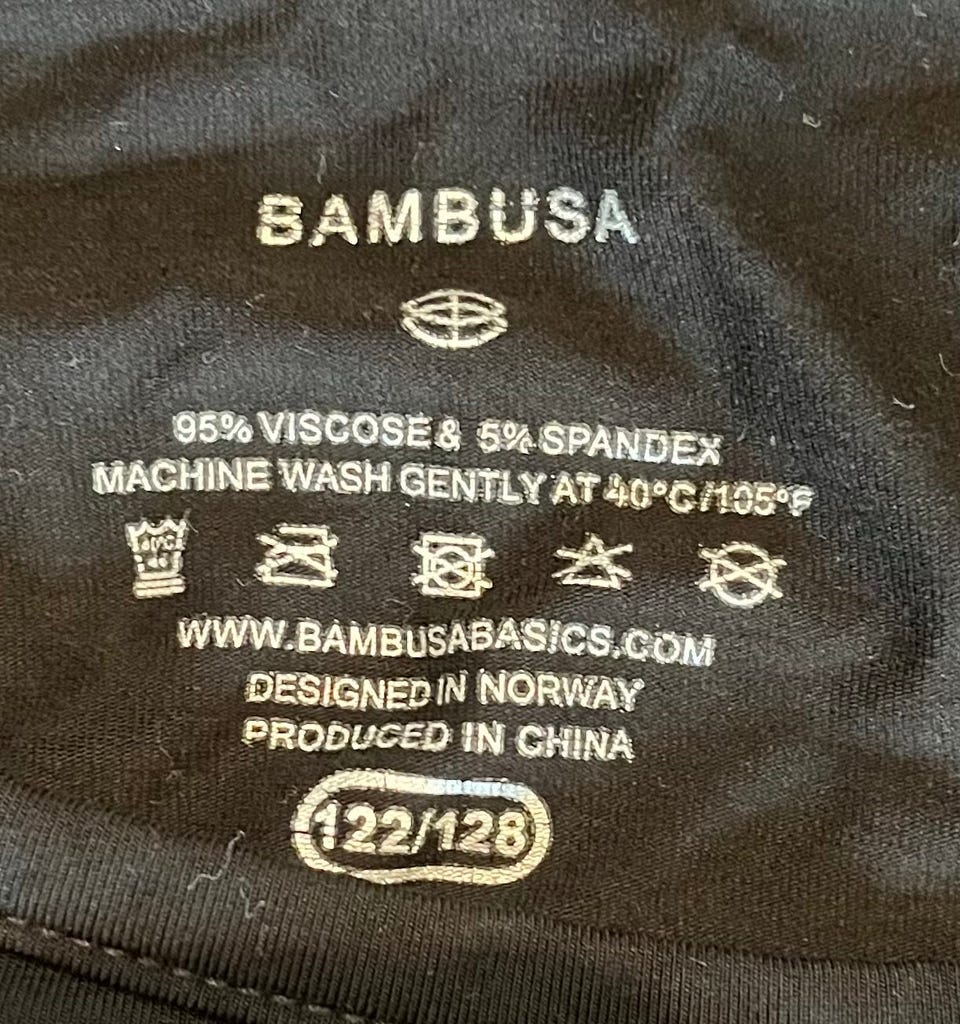 BAMBUSA
95% VISCOSE & 5% SPANDEX
MACHINE WASH GENTLY AT 40°C/105°F
WWW.BAMBUSABASICS.COM
DESIGNED IN NORWAY
PRODUCED IN CHINA
122/128